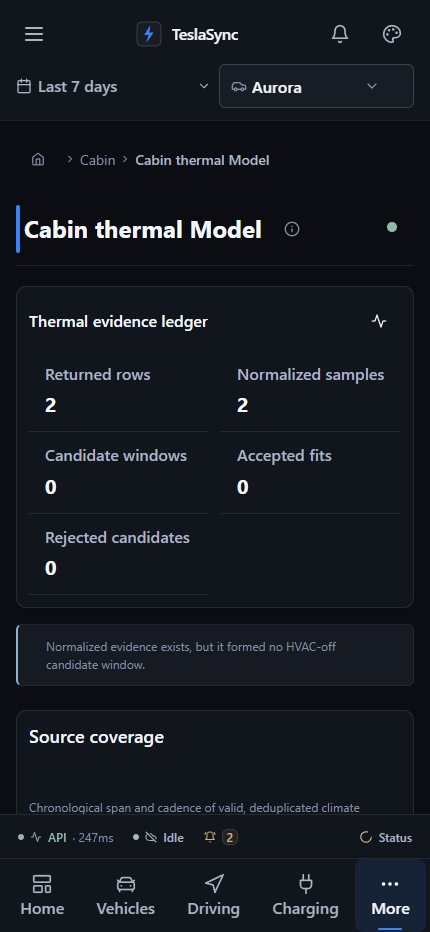 TeslaSync
Last 7 days
Aurora
Cabin
Cabin thermal Model
Cabin thermal Model
Thermal evidence ledger
Returned rows
2
Normalized samples
2
Candidate windows
0
Accepted fits
0
Rejected candidates
0
Normalized evidence exists, but it formed no HVAC-off
candidate window.
Source coverage
Chronological span and cadence of valid, deduplicated climate
API · 247ms
Idle
2
Status
Home
Vehicles
Driving
Charging
More